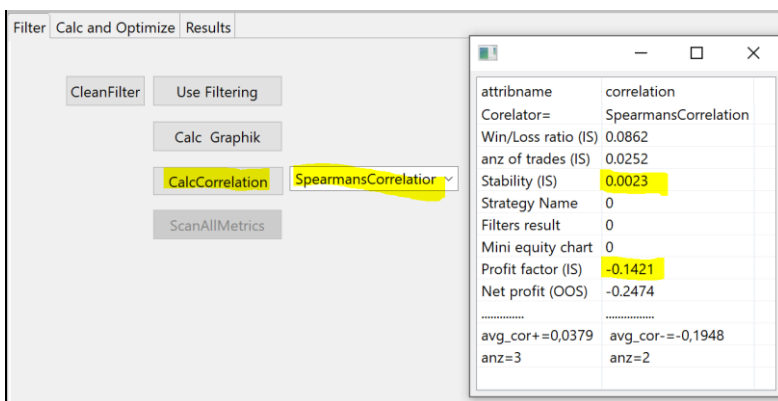 Filter Calc and Optimize Results
CleanFilter Use Filtering
Calc Graphik
CalcCorrelation SpearmansCorrelatior
ScanAllMetrics
attribname correlation
Corelator= SpearmansCorrelation
Win/Loss ratio (IS) 0.0862
anz of trades (IS) 0.0252
Stability (IS) 0.0023
Strategy Name 0
Filters result 0
Mini equity chart 0
Profit factor (IS) -0.1421
Net profit (OOS) -0.2474
.............. ................
avg_cor+=0,0379 avg_cor-=-0,1948
anz=3 anz=2